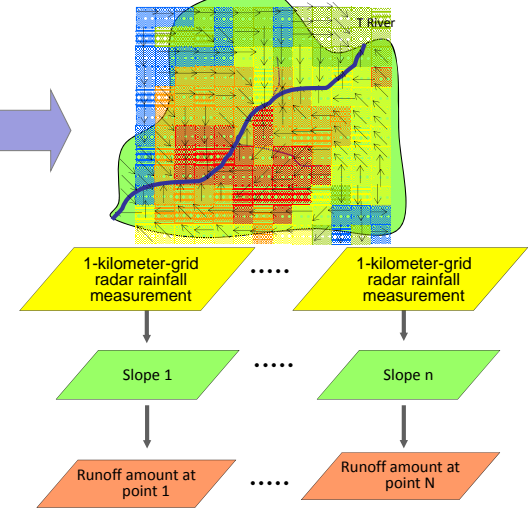 T River
1-kilometer-grid
radar rainfall
measurement
.....
1-kilometer-grid
radar rainfall
measurement
Slope 1
.....
Slope n
Runoff amount at
point 1
.....
Runoff amount at
point N